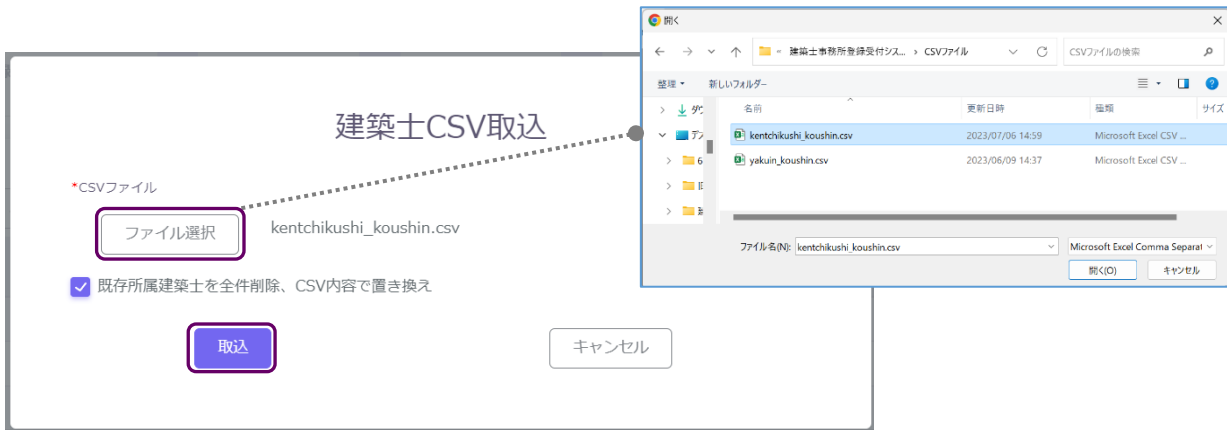 建築士CSV取込
*CSVファイル
ファイル選択
kentchikushi_koushin.csv
既存所属建築士を全件削除、CSV内容で置き換え
取込
キャンセル
開く
建築士事務所登録受付シス... › CSVファイル
CSVファイルの検索
整理
新しいフォルダー
名前
更新日時
種類
サイズ
kentchikushi_koushin.csv
2023/07/06 14:59
Microsoft Excel CSV ...
yakuin_koushin.csv
2023/06/09 14:37
Microsoft Excel CSV ...
6
ファイル名(N):
kentchikushi_koushin.csv
Microsoft Excel Comma Separat
開く(O)
キャンセル